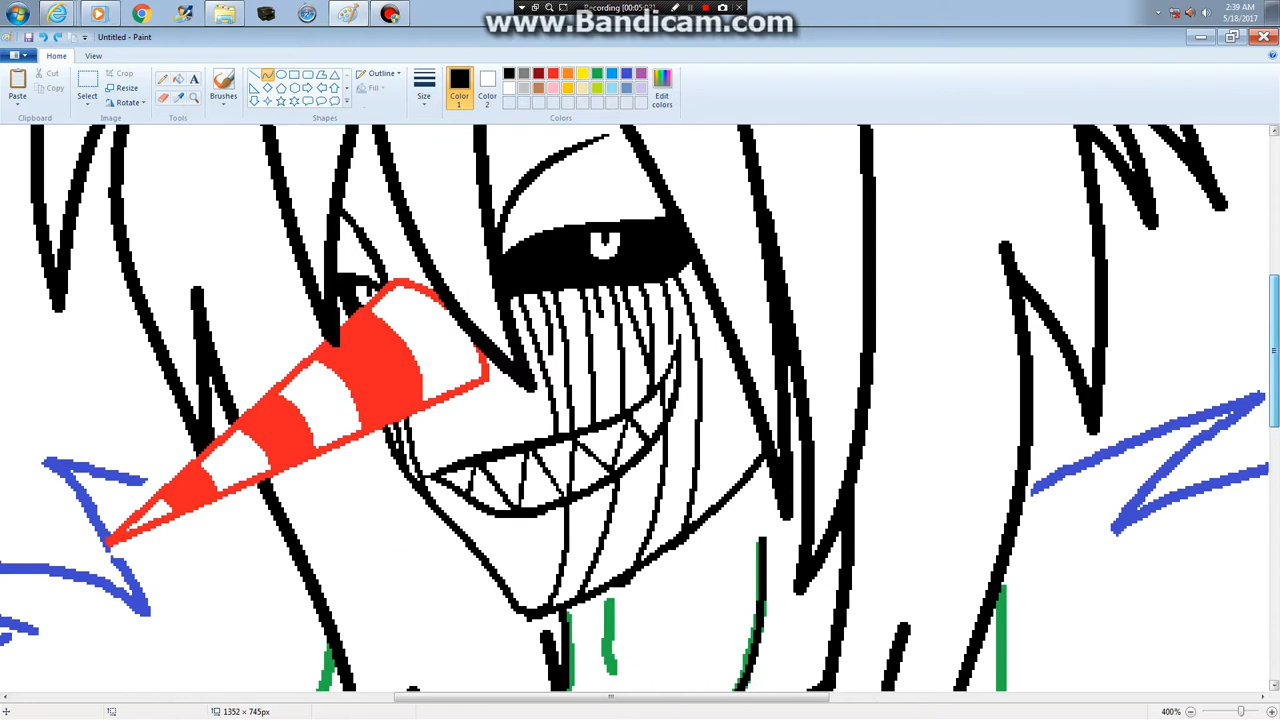 Recording [00:05:03]
www.Bandicam.com
2:39 AM
5/18/2017
Untitled - Paint
Home View
Cut
Copy
Paste
Crop
Resize
Rotate
Select
Brushes
Outline
Fill
Size
Color 1
Color 2
Edit colors
Clipboard Image Tools Shapes Colors
1352 × 745px
400%